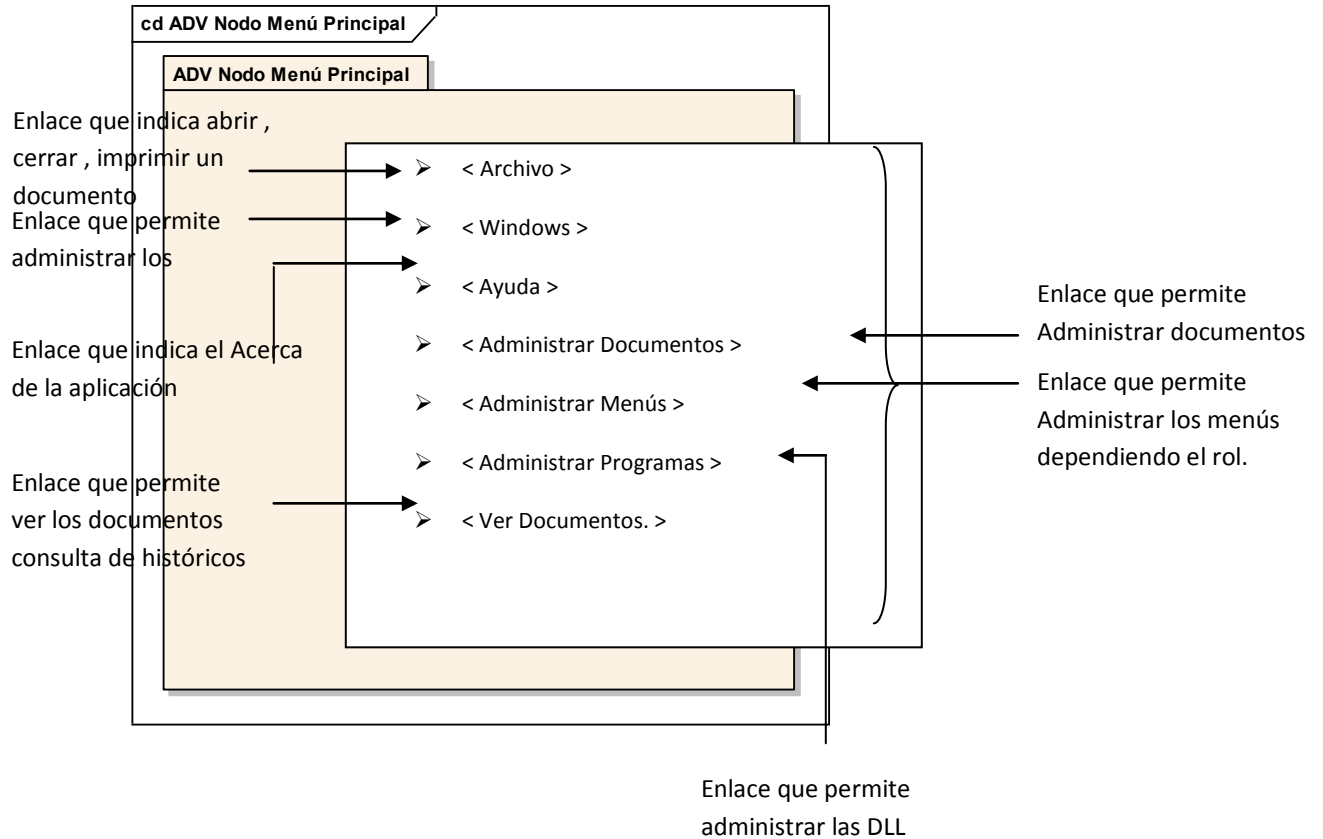 cd ADV Nodo Menú Principal
ADV Nodo Menú Principal
Enlace que indica abrir ,
cerrar , imprimir un
documento
Enlace que permite
administrar los
Enlace que indica el Acerca
de la aplicación
Enlace que permite
ver los documentos
consulta de históricos
< Archivo >
< Windows >
< Ayuda >
< Administrar Documentos >
< Administrar Menús >
< Administrar Programas >
< Ver Documentos. >
Enlace que permite
Administrar documentos
Enlace que permite
Administrar los menús
dependiendo el rol.
Enlace que permite
administrar las DLL